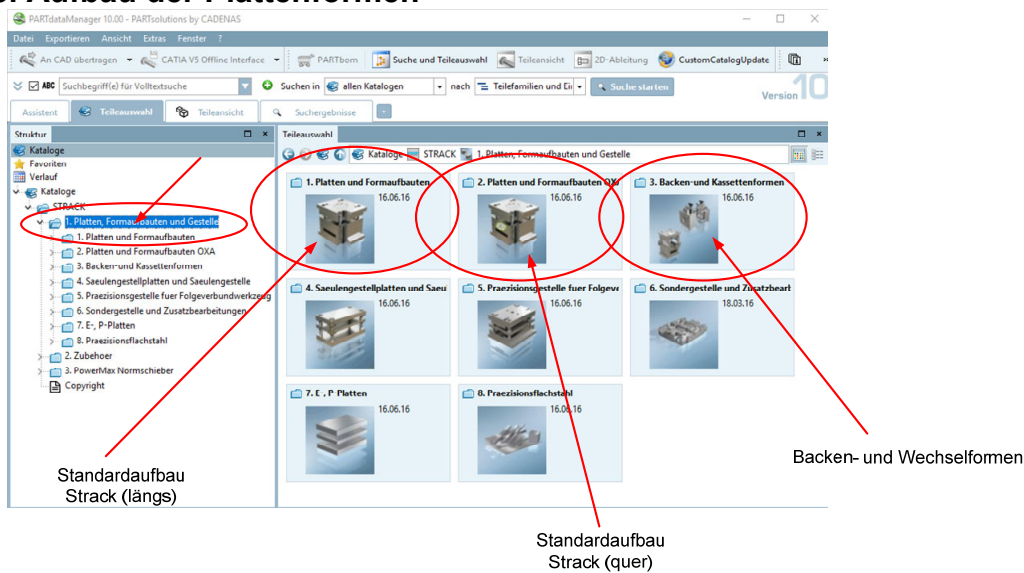 Aufbau der Plattenformen
PARTdataManager 10.00 - PARTsolutions by CADENAS
Datei Exportieren Ansicht Extras Fenster ?
An CAD übertragen CATIA V5 Offline Interface PARTbom Suche und Teileauswahl Teileansicht 2D-Ableitung CustomCatalogUpdate »
ABC Suchbegriff(e) für Volltextsuche Suchen in allen Katalogen nach Teilefamilien und Ein Suche starten
Version 10
Assistent Teileauswahl Teileansicht Suchergebnisse +
Struktur
Teileauswahl
Kataloge
Favoriten
Verlauf
Kataloge
STRACK
1. Platten, Formaufbauten und Gestelle
1. Platten und Formaufbauten
2. Platten und Formaufbauten OXA
3. Backen-und Kassettenformen
4. Saeulengestellplatten und Saeulengestelle
5. Praezisionsgestelle fuer Folgeverbundwerkzeug
6. Sondergestelle und Zusatzbearbeitungen
7. E-, P-Platten
8. Praezisionsflachstahl
2. Zubehoer
3. PowerMax Normschieber
Copyright
Kataloge STRACK 1. Platten, Formaufbauten und Gestelle
1. Platten und Formaufbauten
16.06.16
2. Platten und Formaufbauten OXA
16.06.16
3. Backen-und Kassettenformen
16.06.16
4. Saeulengestellplatten und Saeul
16.06.16
5. Praezisionsgestelle fuer Folgeve
16.06.16
6. Sondergestelle und Zusatzbearb
18.03.16
7. E-, P-Platten
16.06.16
8. Praezisionsflachstahl
16.06.16
Standardaufbau
Strack (längs)
Standardaufbau
Strack (quer)
Backen- und Wechselformen